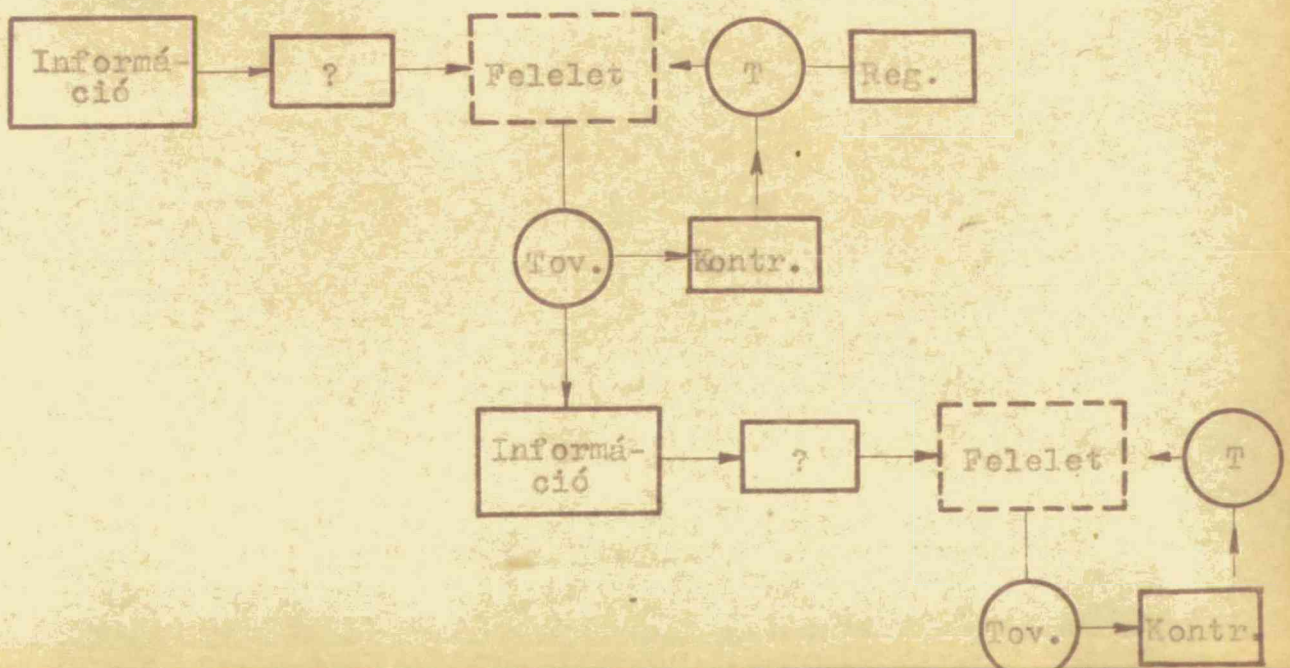 Informá-
ció
?
Felelet
T
Reg.
Tov.
Kontr.
Informá-
ció
?
Felelet
T
Tov.
Kontr.